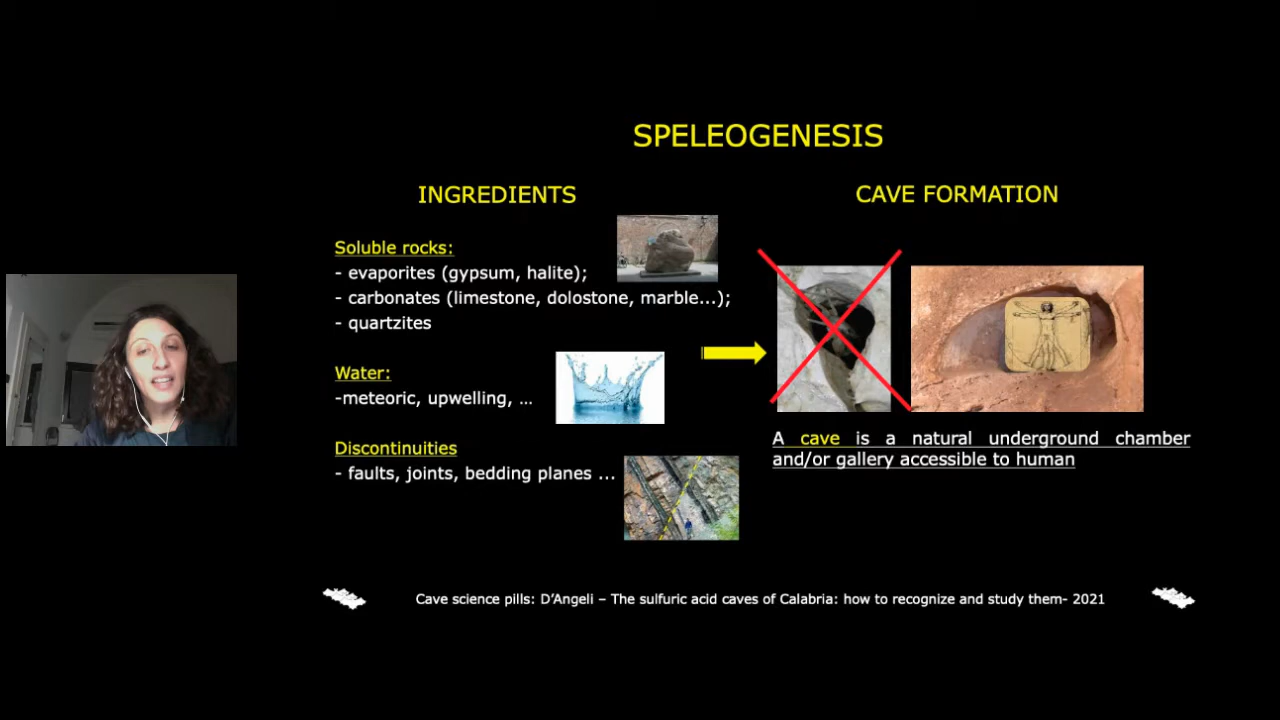 SPELEOGENESIS
INGREDIENTS
Soluble rocks:
- evaporites (gypsum, halite);
- carbonates (limestone, dolostone, marble...);
- quartzites
Water:
-meteoric, upwelling, ...
Discontinuities
- faults, joints, bedding planes ...
CAVE FORMATION
A cave is a natural underground chamber
and/or gallery accessible to human
Cave science pills: D’Angeli – The sulfuric acid caves of Calabria: how to recognize and study them- 2021